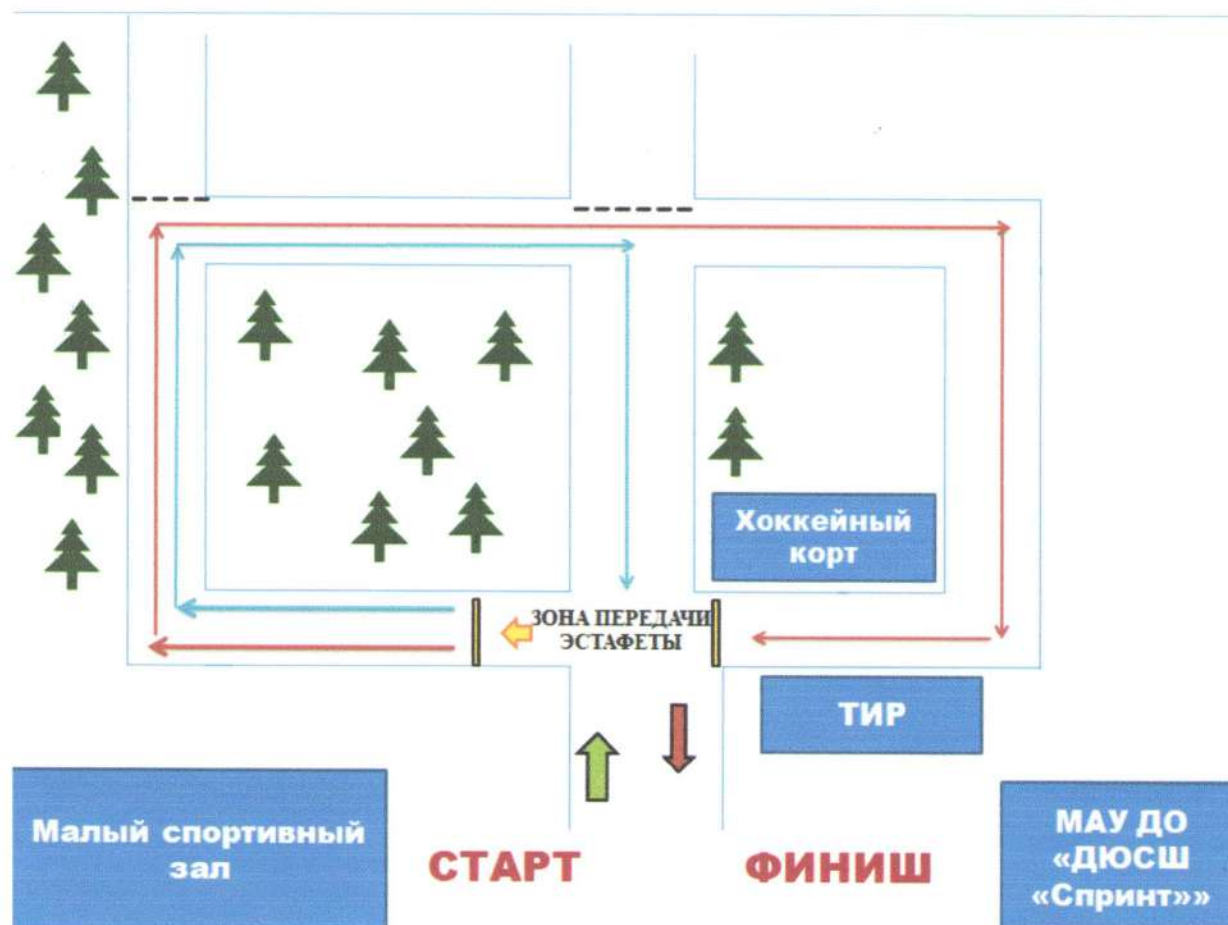 Хоккейный
корт
ЗОНА ПЕРЕДАЧИ
ЭСТАФЕТЫ
ТИР
Малый спортивный
зал
СТАРТ
ФИНИШ
МАУ ДО
«ДЮСШ
«Спринт»»